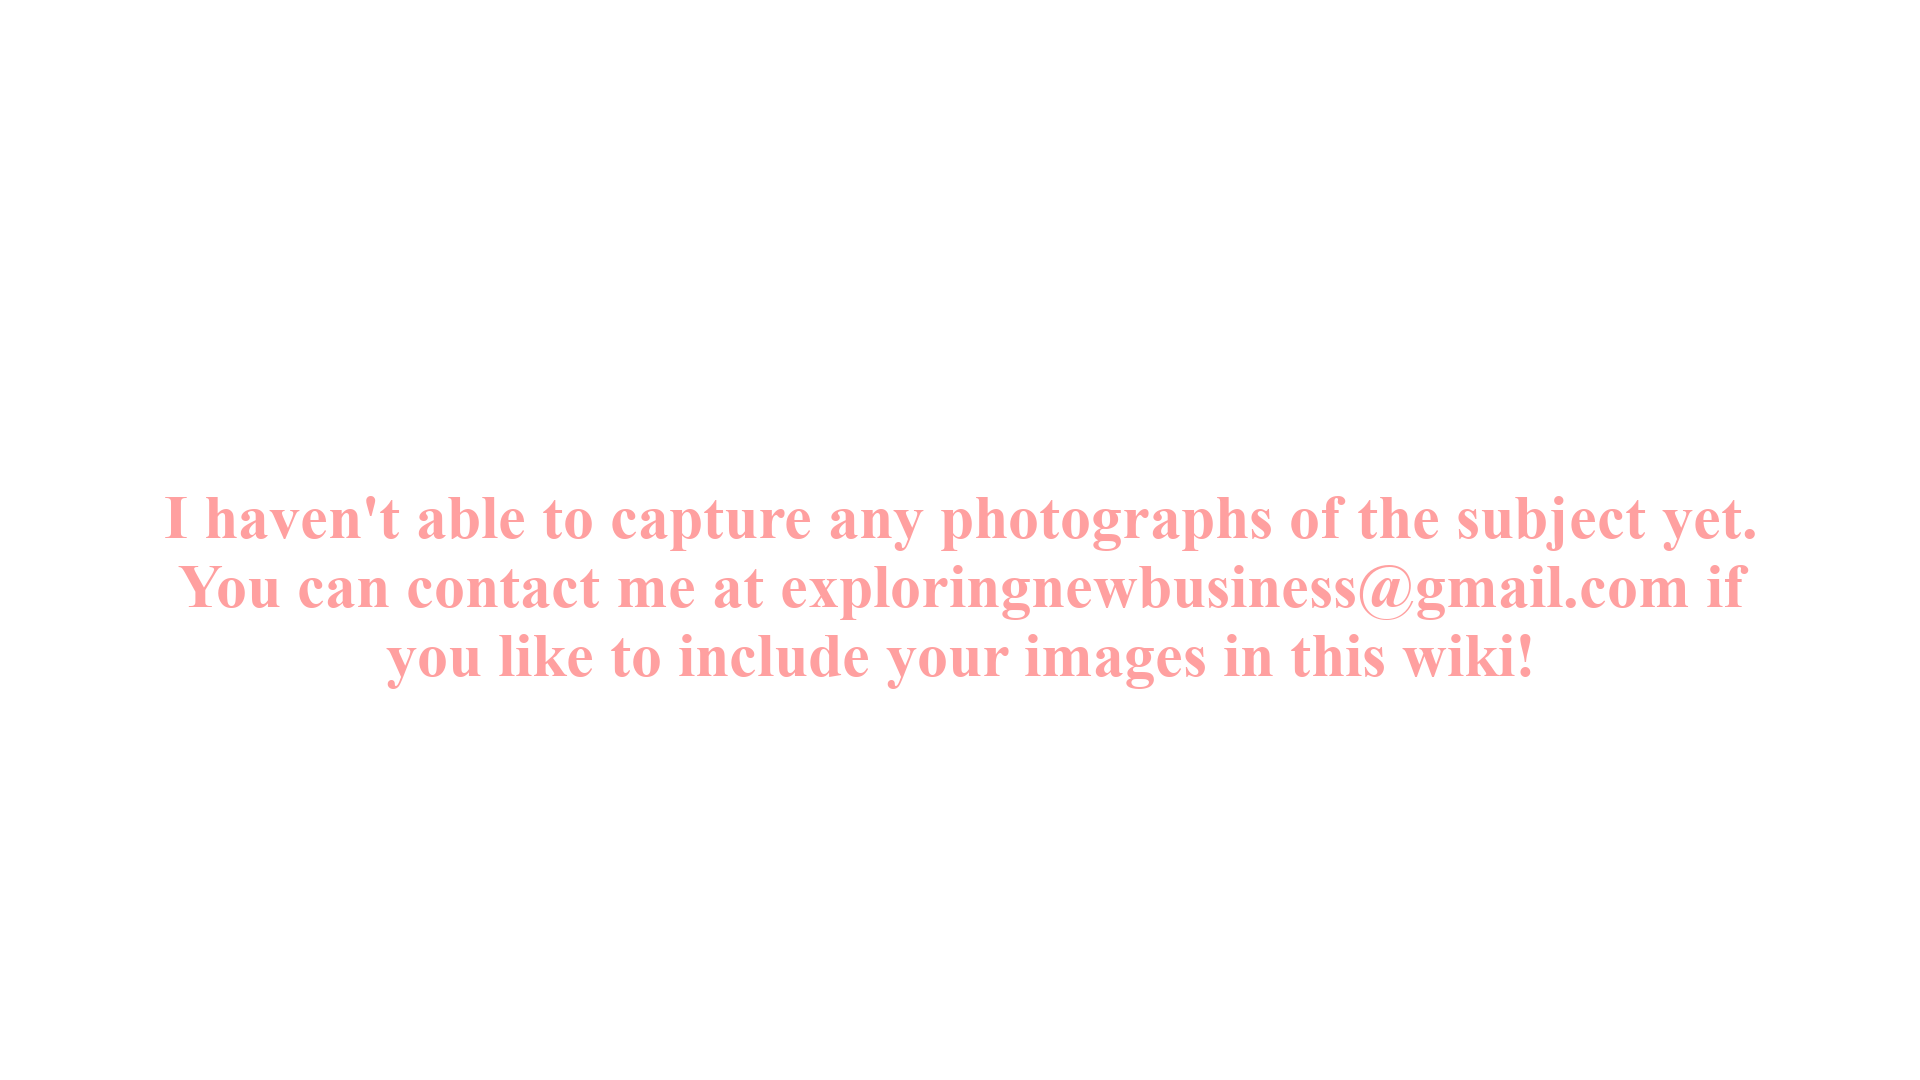 I haven't able to capture any photographs of the subject yet.
You can contact me at exploringnewbusiness@gmail.com if
you like to include your images in this wiki!